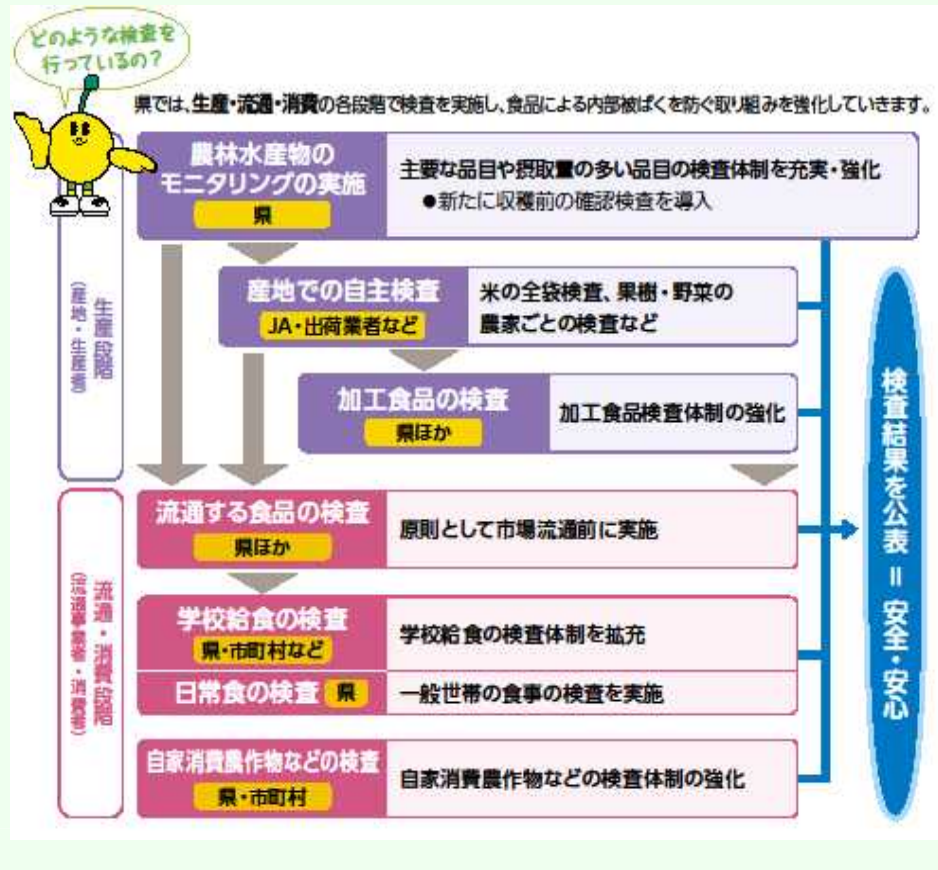 どのような検査を
行っているの?
県では、生産・流通・消費の各段階で検査を実施し、食品による内部被ばくを防ぐ取り組みを強化していきます。
農林水産物の
モニタリングの実施
県
主要な品目や摂取量の多い品目の検査体制を充実・強化
●新たに収穫前の確認検査を導入
生産段階
(産地・生産者)
産地での自主検査
JA・出荷業者など
米の全袋検査、果樹・野菜の
農家ごとの検査など
加工食品の検査
県ほか
加工食品検査体制の強化
流通・消費段階
(流通事業者・消費者)
流通する食品の検査
県ほか
原則として市場流通前に実施
学校給食の検査
県・市町村など
学校給食の検査体制を拡充
日常食の検査 県
一般世帯の食事の検査を実施
自家消費農作物などの検査
県・市町村
自家消費農作物などの検査体制の強化
検査結果を公表 = 安全・安心